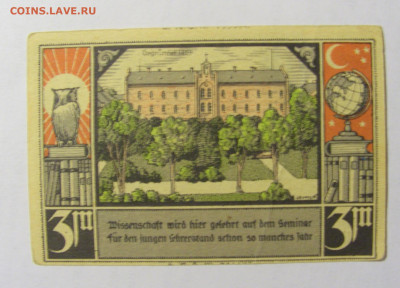 COINS.LAVE.RU
3M
3M
Wissenschaft wird hier gelehrt auf dem Seminar
Für den jungen Lehrerstand schon so manches Jahr